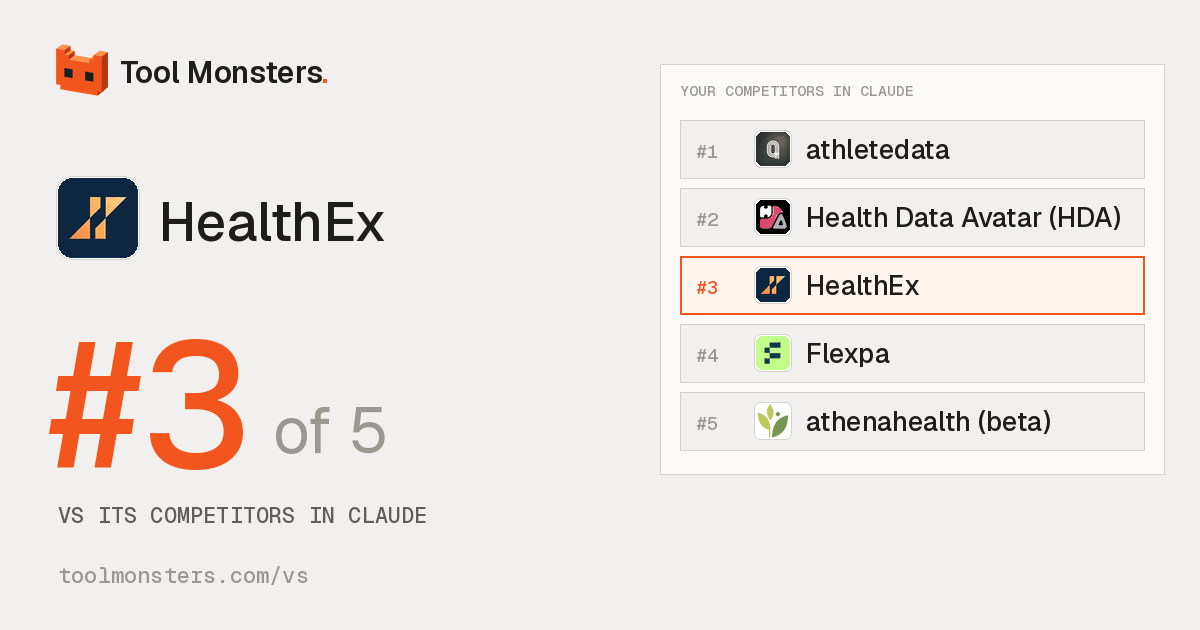 Tool Monsters.
HealthEx
#3 of 5
VS ITS COMPETITORS IN CLAUDE
toolmonsters.com/vs
YOUR COMPETITORS IN CLAUDE
#1 athletedata
#2 Health Data Avatar (HDA)
#3 HealthEx
#4 Flexpa
#5 athenahealth (beta)